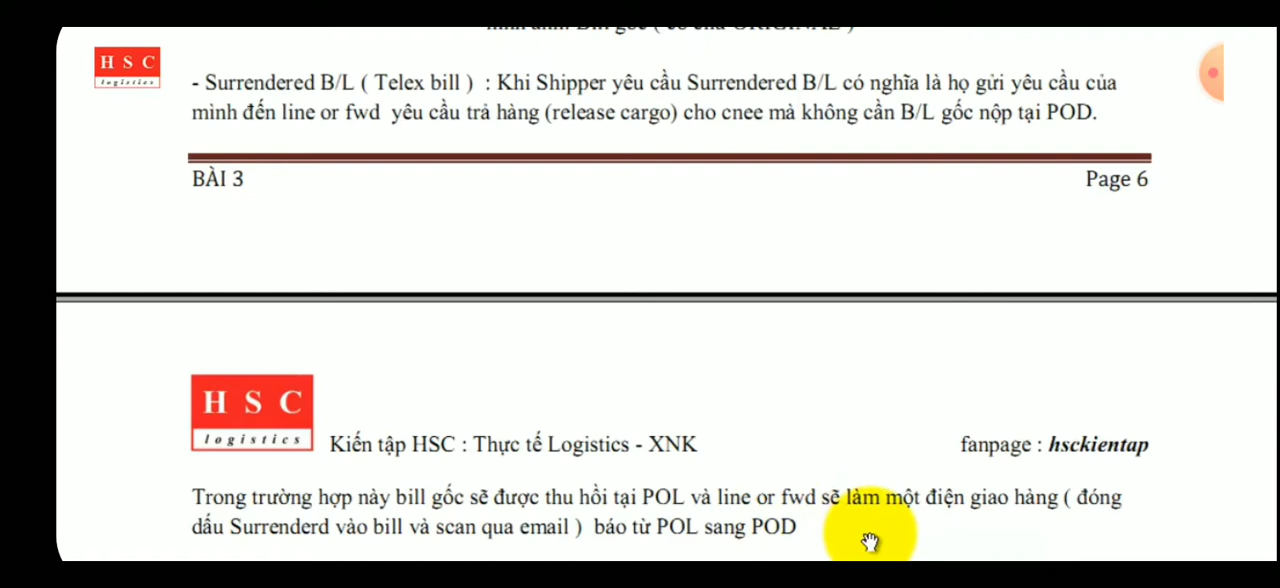 H S C
logistics
- Surrendered B/L ( Telex bill ) : Khi Shipper yêu cầu Surrendered B/L có nghĩa là họ gửi yêu cầu của
mình đến line or fwd yêu cầu trả hàng (release cargo) cho cnee mà không cần B/L gốc nộp tại POD.
BÀI 3
Page 6
H S C
logistics
Kiến tập HSC : Thực tế Logistics - XNK
fanpage : hsckientap
Trong trường hợp này bill gốc sẽ được thu hồi tại POL và line or fwd sẽ làm một điện giao hàng ( đóng
dấu Surrenderd vào bill và scan qua email ) báo từ POL sang POD